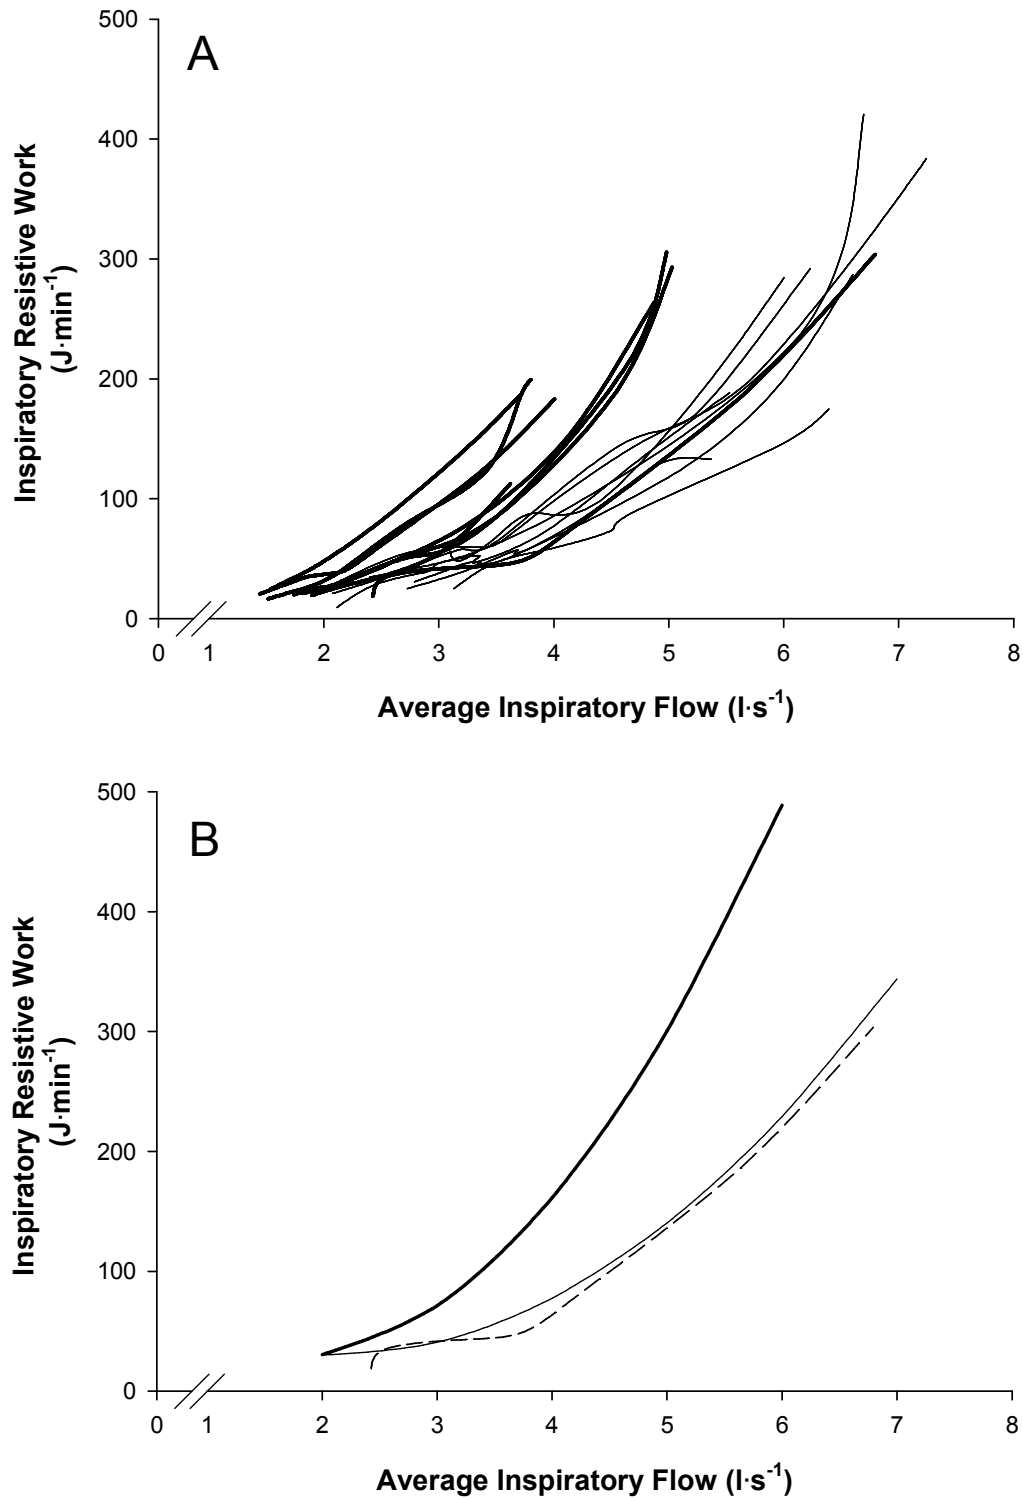 500
A
400
300
200
100
0
Inspiratory Resistive Work
(J·min⁻¹)
0 1 2 3 4 5 6 7 8
Average Inspiratory Flow (l·s⁻¹)
500
B
400
300
200
100
0
Inspiratory Resistive Work
(J·min⁻¹)
0 1 2 3 4 5 6 7 8
Average Inspiratory Flow (l·s⁻¹)